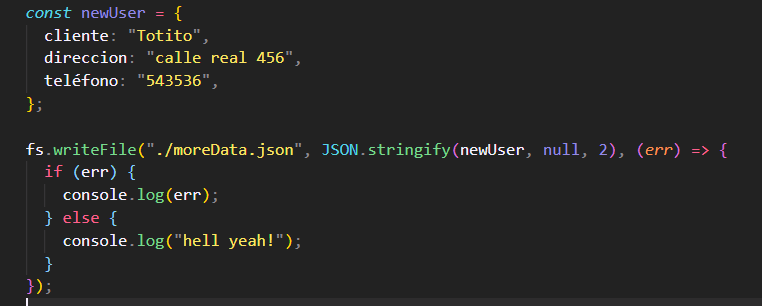 const newUser = {
  cliente: "Totito",
  direccion: "calle real 456",
  teléfono: "543536",
};

fs.writeFile("./moreData.json", JSON.stringify(newUser, null, 2), (err) => {
  if (err) {
    console.log(err);
  } else {
    console.log("hell yeah!");
  }
});